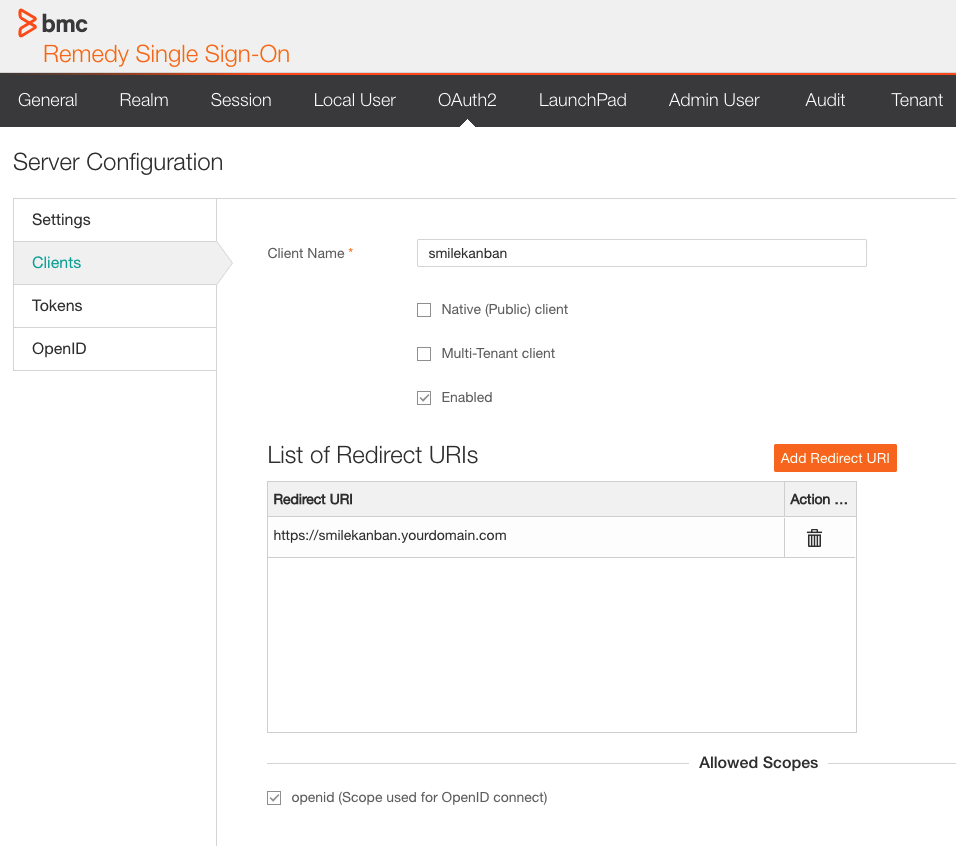 bmc
Remedy Single Sign-On
General Realm Session Local User OAuth2 LaunchPad Admin User Audit Tenant
Server Configuration
Settings
Clients
Tokens
OpenID
Client Name *
smilekanban
Native (Public) client
Multi-Tenant client
Enabled
List of Redirect URIs
Add Redirect URI
Redirect URI Action ...
https://smilekanban.yourdomain.com
Allowed Scopes
openid (Scope used for OpenID connect)